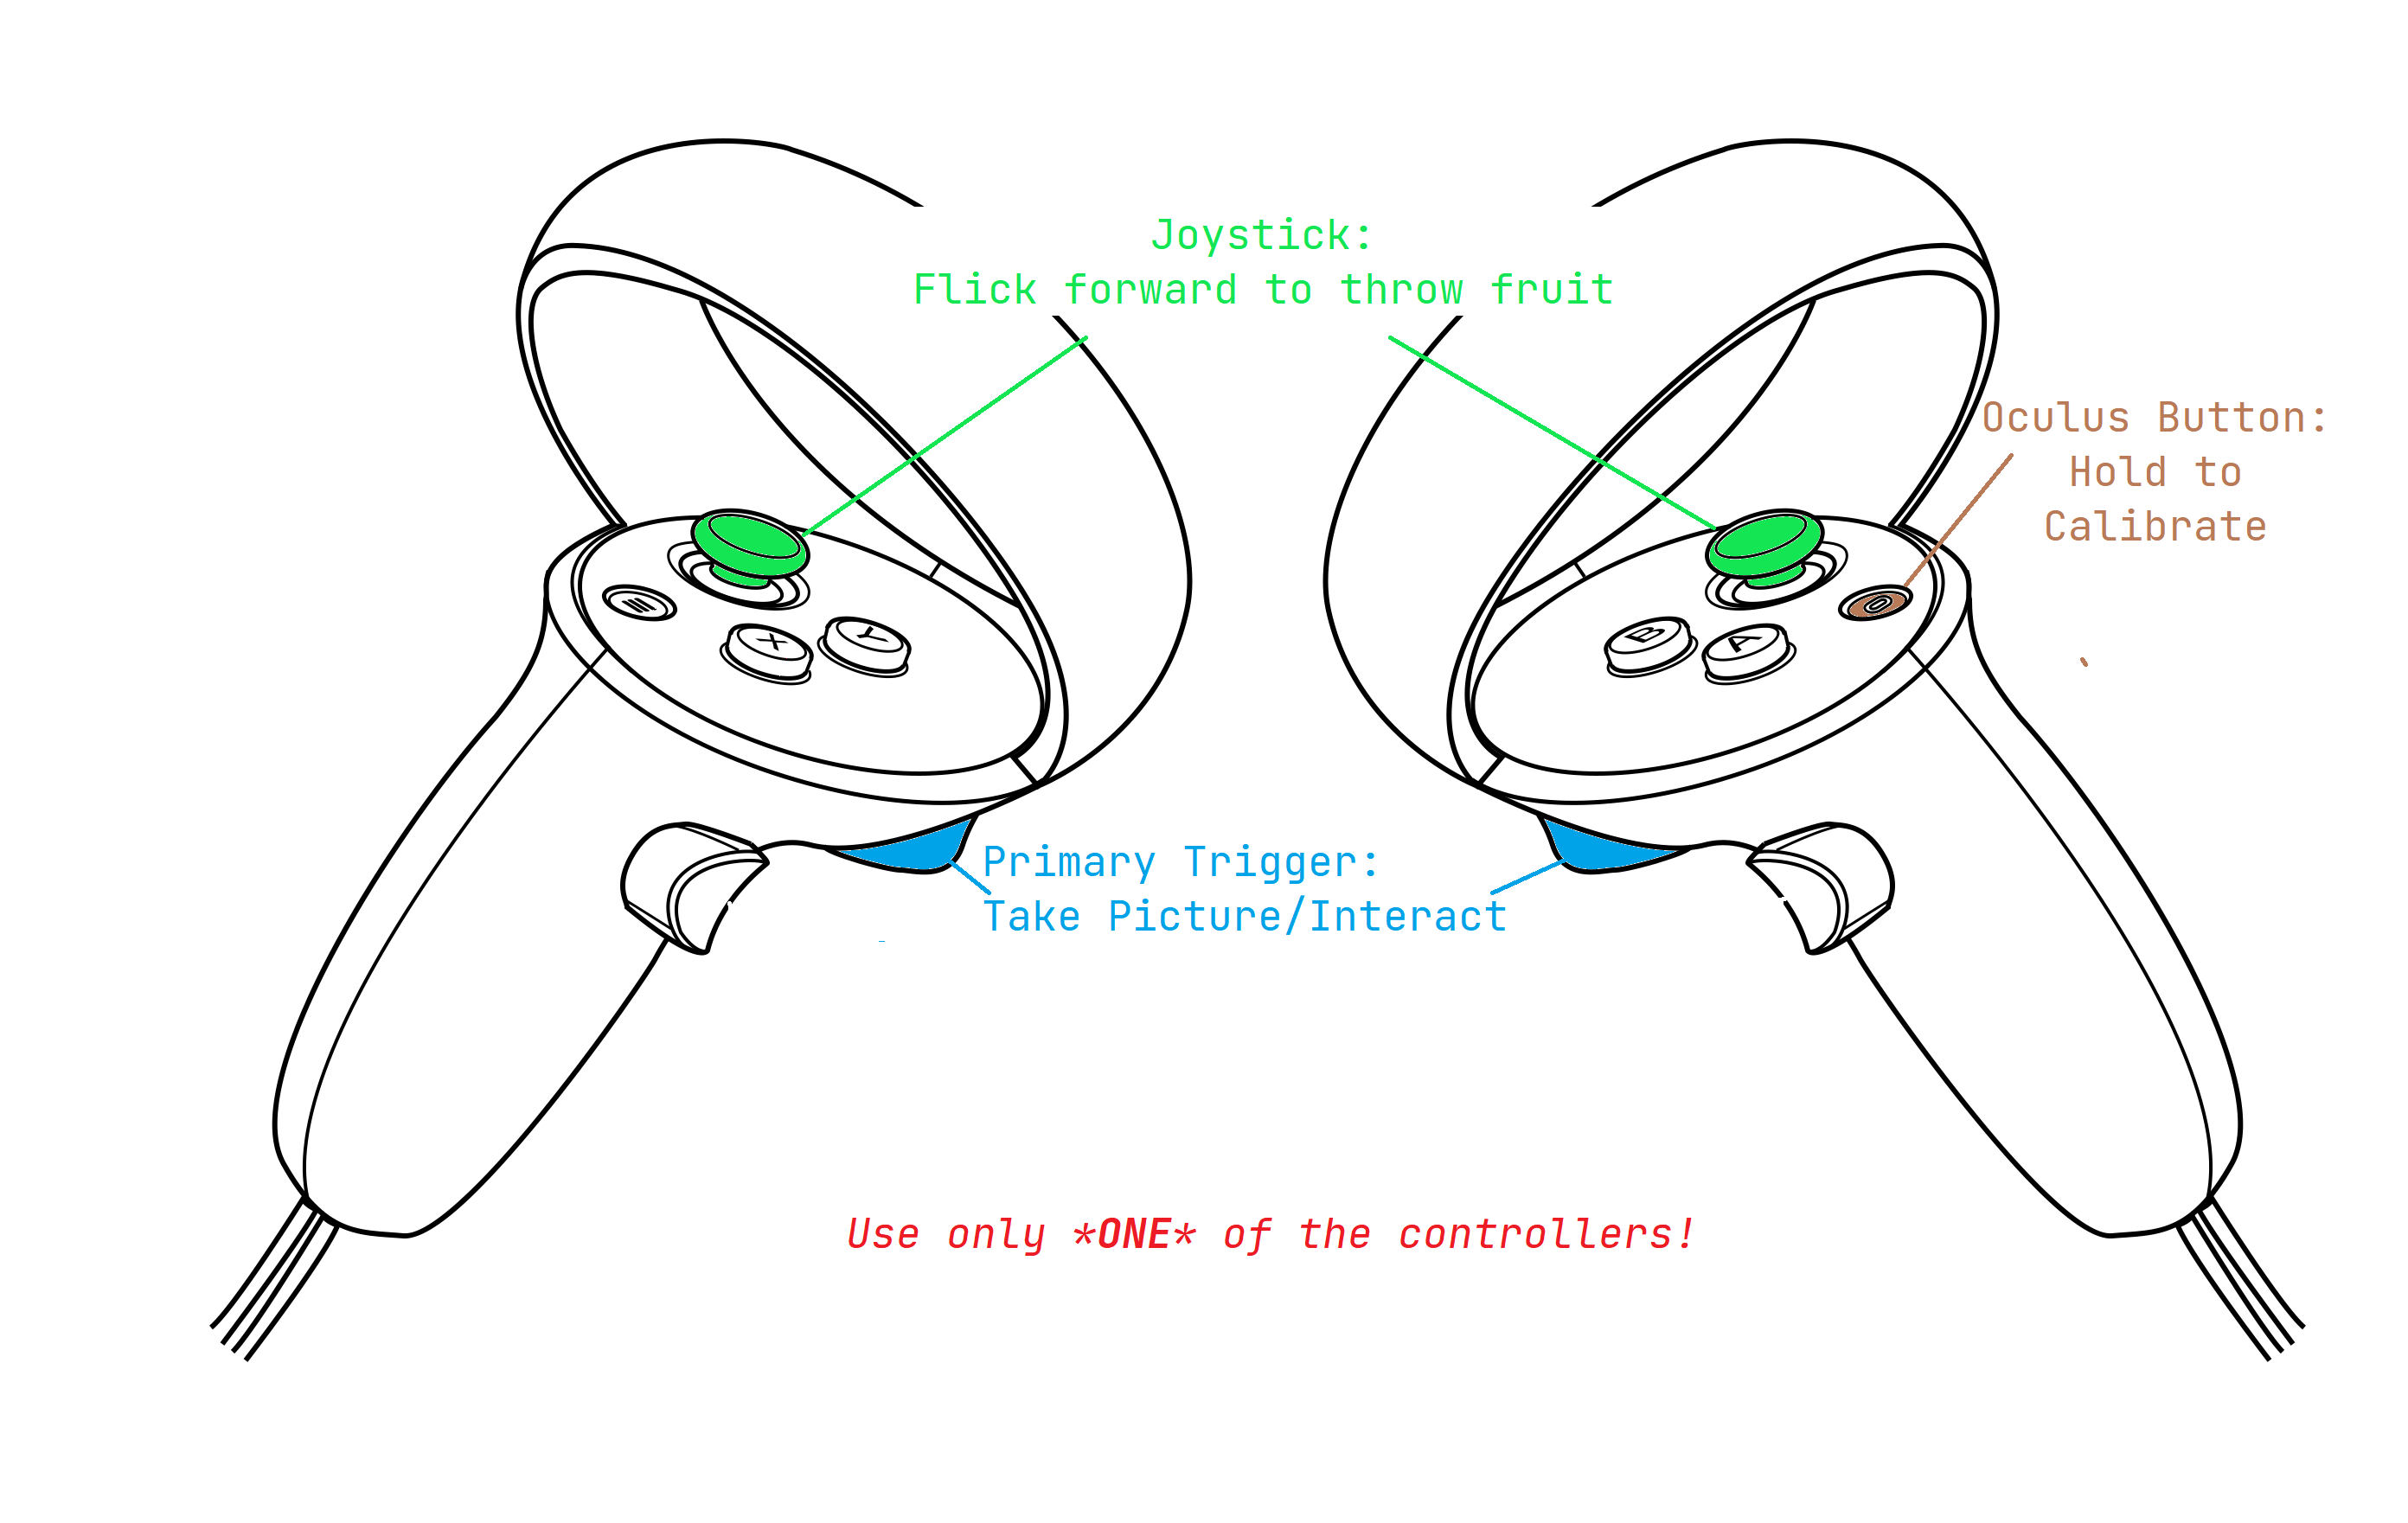 Joystick:
Flick forward to throw fruit
Oculus Button:
Hold to
Calibrate
X
Y
B
A
Primary Trigger:
Take Picture/Interact
Use only *ONE* of the controllers!